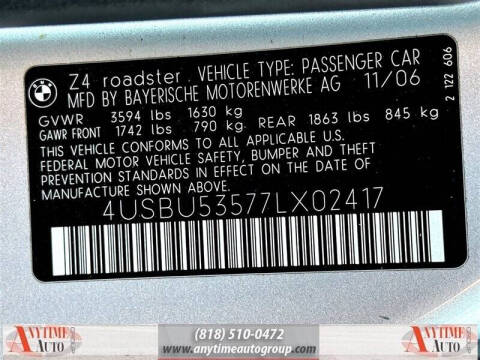 BMW
Z4 roadster VEHICLE TYPE: PASSENGER CAR
MFD BY BAYERISCHE MOTORENWERKE AG 11/06
GVWR 3594 lbs 1630 kg
GAWR FRONT 1742 lbs 790 kg. REAR 1863 lbs 845 kg
THIS VEHICLE CONFORMS TO ALL APPLICABLE U.S.
FEDERAL MOTOR VEHICLE SAFETY, BUMPER AND THEFT
PREVENTION STANDARDS IN EFFECT ON THE DATE OF
MANUFACTURE SHOWN ABOVE.
4USBU53577LX02417
2 122 606
ANYTIME AUTO
(818) 510-0472
www.anytimeautogroup.com
ANYTIME AUTO